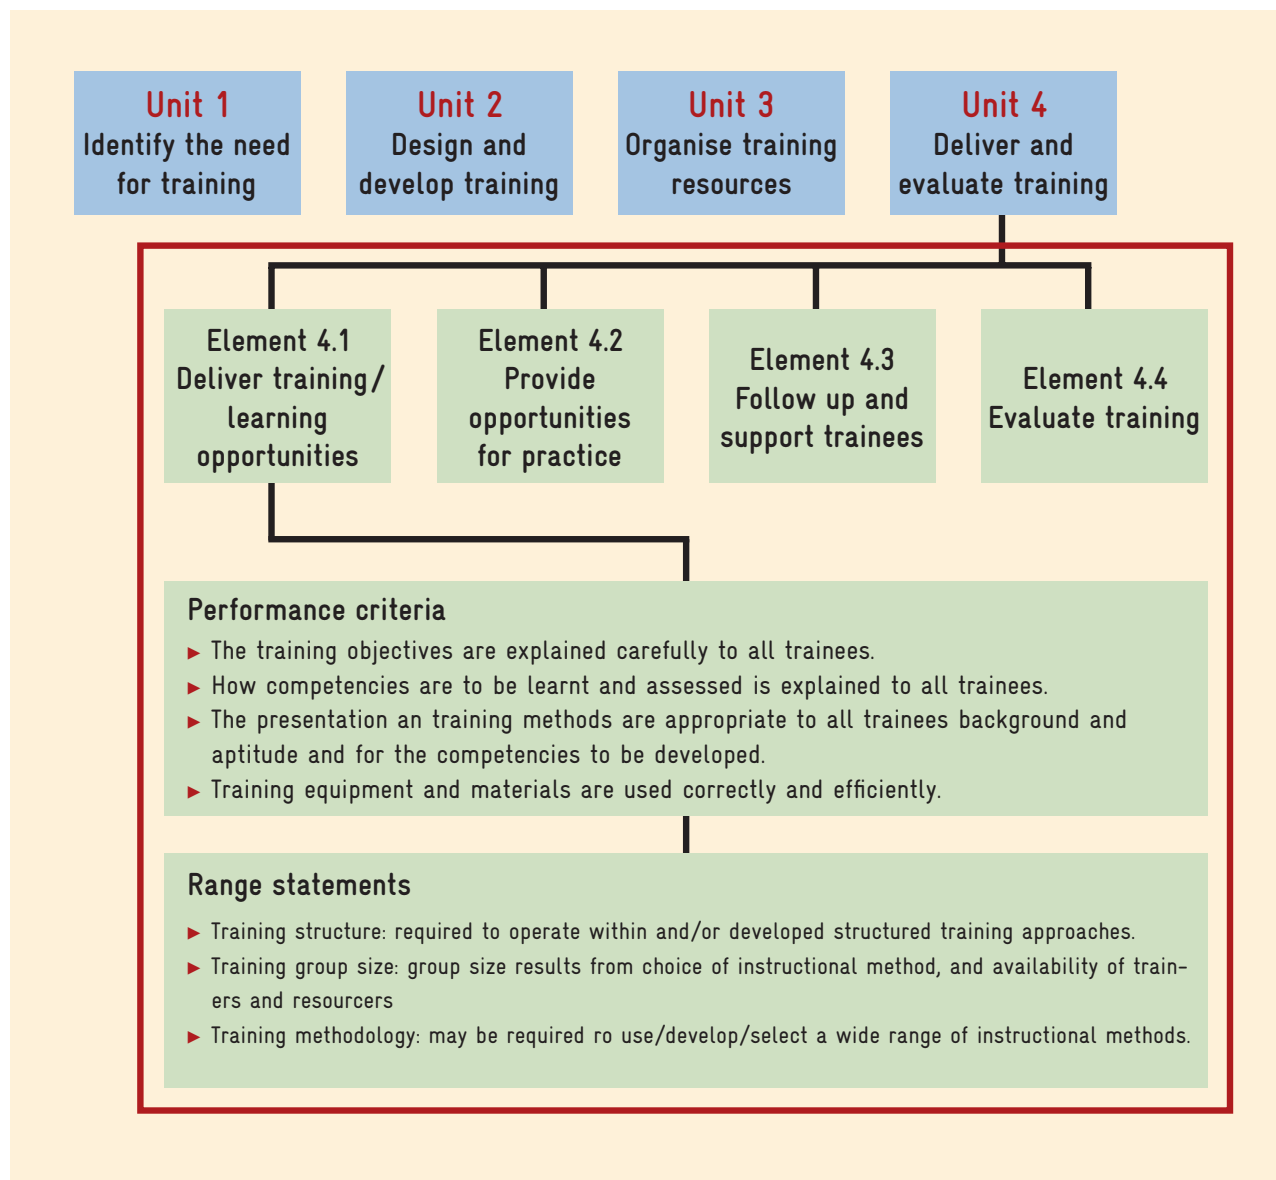 Unit 1
Identify the need
for training
Unit 2
Design and
develop training
Unit 3
Organise training
resources
Unit 4
Deliver and
evaluate training
Element 4.1
Deliver training/
learning
opportunities
Element 4.2
Provide
opportunities
for practice
Element 4.3
Follow up and
support trainees
Element 4.4
Evaluate training
Performance criteria
► The training objectives are explained carefully to all trainees.
► How competencies are to be learnt and assessed is explained to all trainees.
► The presentation an training methods are appropriate to all trainees background and
aptitude and for the competencies to be developed.
► Training equipment and materials are used correctly and efficiently.
Range statements
► Training structure: required to operate within and/or developed structured training approaches.
► Training group size: group size results from choice of instructional method, and availability of train-
ers and resourcers
► Training methodology: may be required ro use/develop/select a wide range of instructional methods.